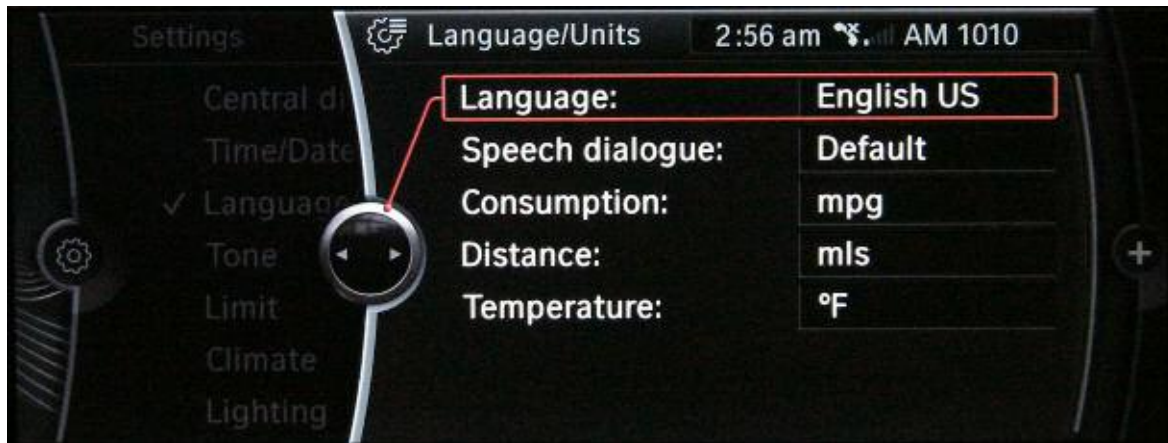 Settings
Language/Units 2:56 am AM 1010
Central di
Time/Date
Language
Tone
Limit
Climate
Lighting
Language: English US
Speech dialogue: Default
Consumption: mpg
Distance: mls
Temperature: °F